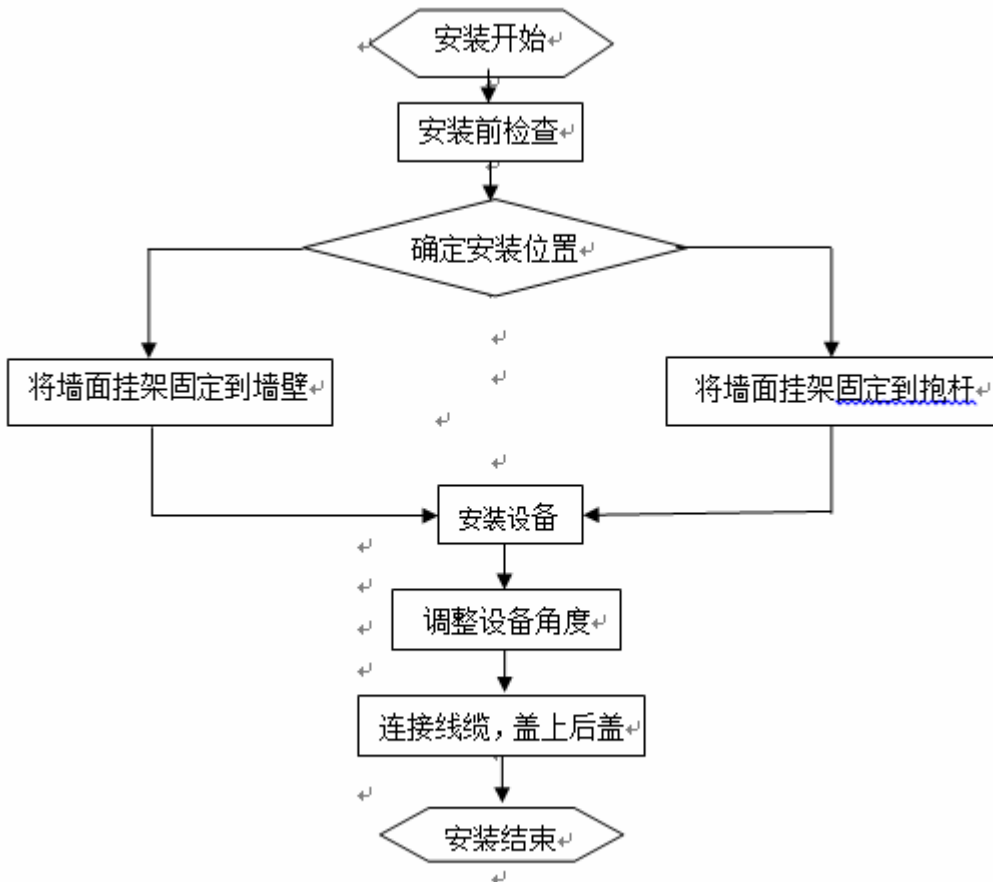 安装开始
安装前检查
确定安装位置
将墙面挂架固定到墙壁
将墙面挂架固定到抱杆
安装设备
调整设备角度
连接线缆，盖上后盖
安装结束